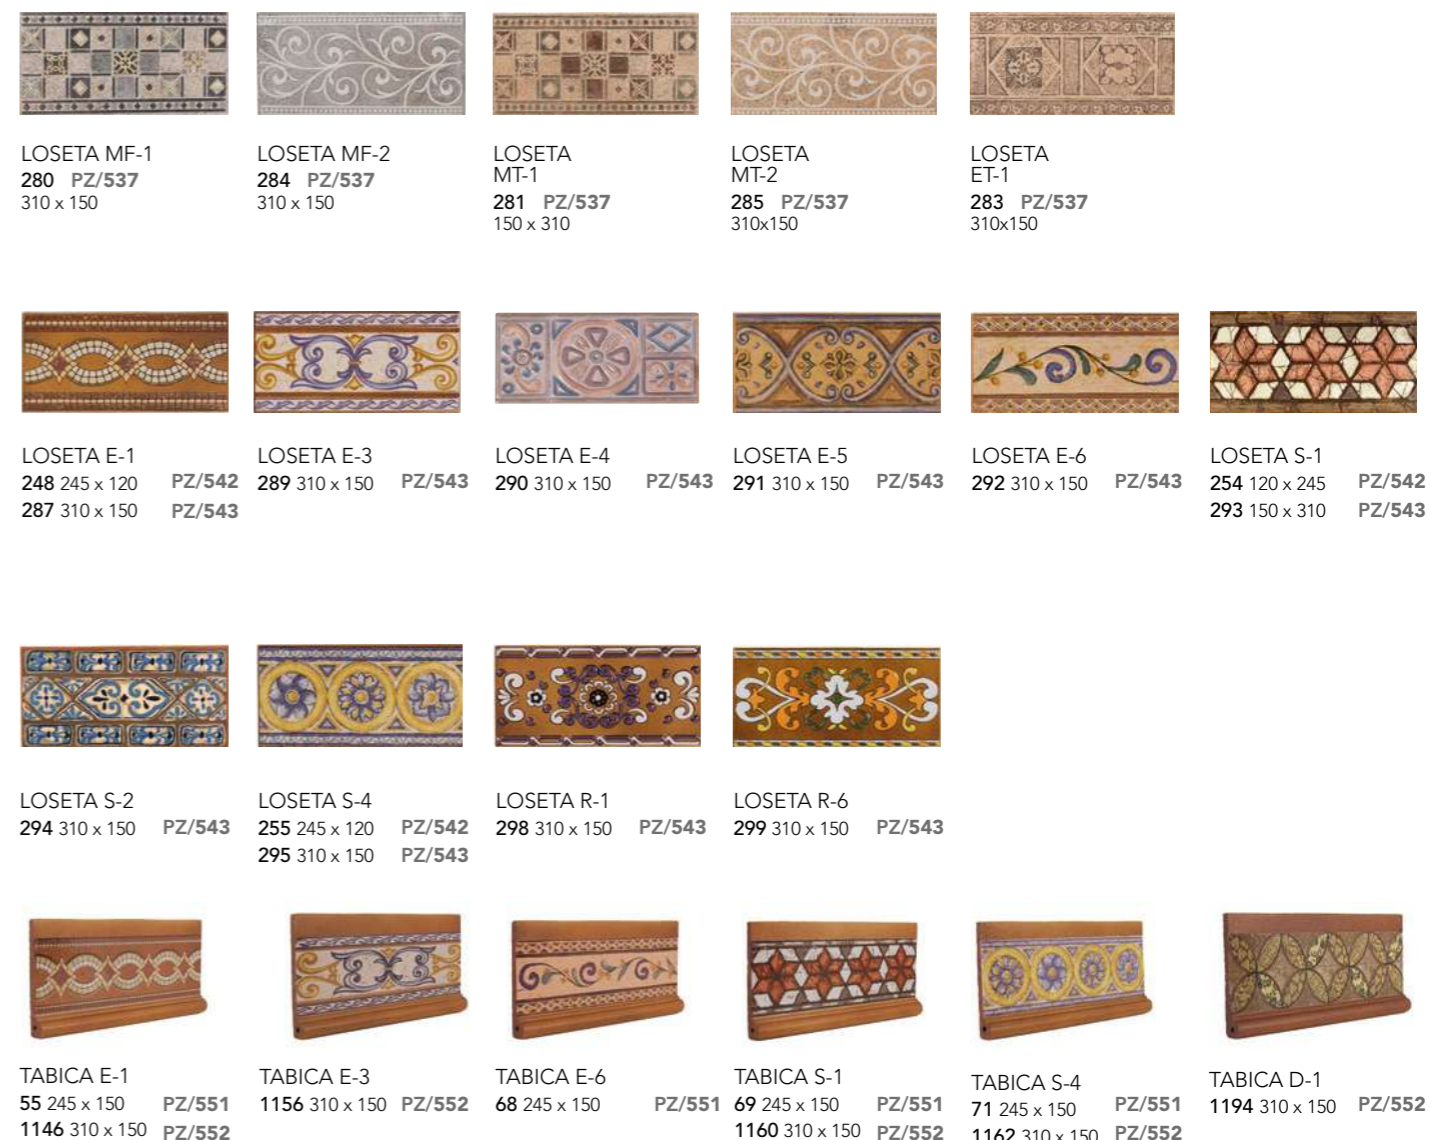 LOSETA MF-1
280 PZ/537
310 x 150
LOSETA MF-2
284 PZ/537
310 x 150
LOSETA
MT-1
281 PZ/537
150 x 310
LOSETA
MT-2
285 PZ/537
310x150
LOSETA
ET-1
283 PZ/537
310x150
LOSETA E-1
248 245 x 120 PZ/542
287 310 x 150 PZ/543
LOSETA E-3
289 310 x 150 PZ/543
LOSETA E-4
290 310 x 150 PZ/543
LOSETA E-5
291 310 x 150 PZ/543
LOSETA E-6
292 310 x 150 PZ/543
LOSETA S-1
254 120 x 245 PZ/542
293 150 x 310 PZ/543
LOSETA S-2
294 310 x 150 PZ/543
LOSETA S-4
255 245 x 120 PZ/542
295 310 x 150 PZ/543
LOSETA R-1
298 310 x 150 PZ/543
LOSETA R-6
299 310 x 150 PZ/543
TABICA E-1
55 245 x 150 PZ/551
1146 310 x 150 PZ/552
TABICA E-3
1156 310 x 150 PZ/552
TABICA E-6
68 245 x 150 PZ/551
TABICA S-1
69 245 x 150 PZ/551
1160 310 x 150 PZ/552
TABICA S-4
71 245 x 150 PZ/551
1162 310 x 150 PZ/552
TABICA D-1
1194 310 x 150 PZ/552